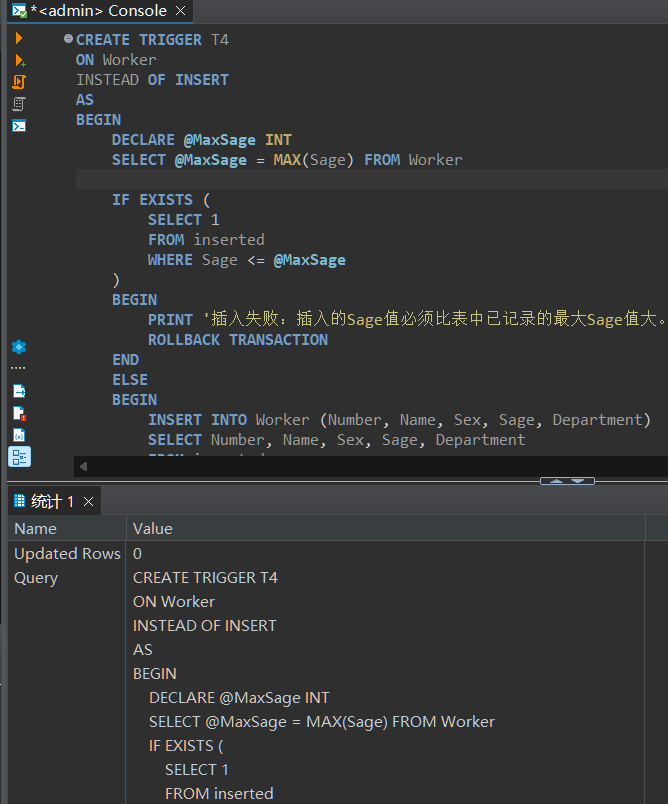 *<admin> Console
CREATE TRIGGER T4
ON Worker
INSTEAD OF INSERT
AS
BEGIN
DECLARE @MaxSage INT
SELECT @MaxSage = MAX(Sage) FROM Worker
IF EXISTS (
SELECT 1
FROM inserted
WHERE Sage <= @MaxSage
)
BEGIN
PRINT '插入失败：插入的Sage值必须比表中已记录的最大Sage值大。
ROLLBACK TRANSACTION
END
ELSE
BEGIN
INSERT INTO Worker (Number, Name, Sex, Sage, Department)
SELECT Number, Name, Sex, Sage, Department
统计 1
Name Value
Updated Rows 0
Query CREATE TRIGGER T4
ON Worker
INSTEAD OF INSERT
AS
BEGIN
DECLARE @MaxSage INT
SELECT @MaxSage = MAX(Sage) FROM Worker
IF EXISTS (
SELECT 1
FROM inserted